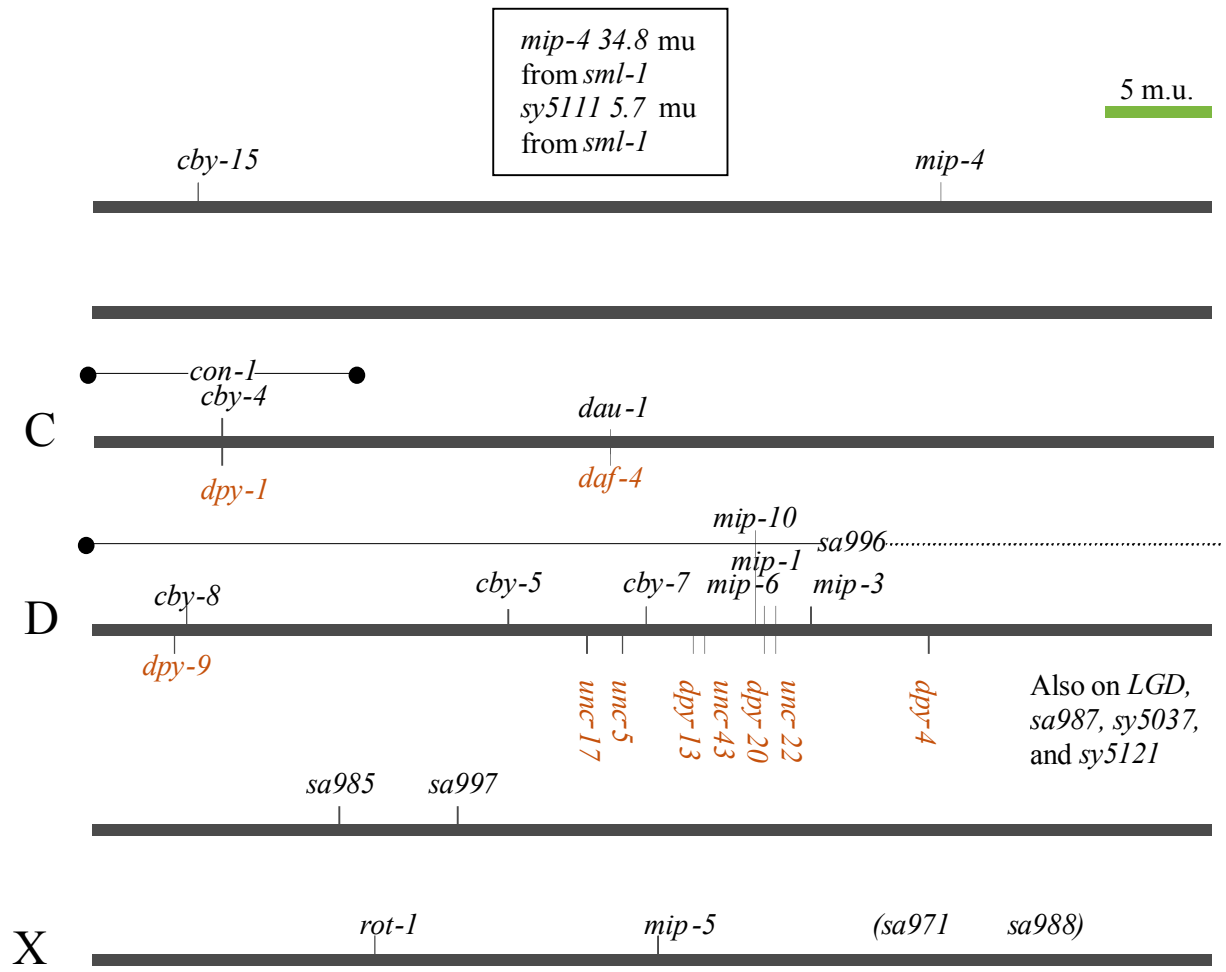 mip-4 34.8 mu
from sml-1
sy5111 5.7 mu
from sml-1
5 m.u.
cby-15
mip-4
con-1
cby-4
dau-1
C
dpy-1
daf-4
mip-10
sa996
mip-1
cby-8
cby-5
cby-7
mip-6
mip-3
D
dpy-9
unc-17
unc-5
dpy-13
unc-43
dpy-20
unc-22
dpy-4
Also on LGD,
sa987, sy5037,
and sy5121
sa985
sa997
rot-1
mip-5
(sa971 sa988)
X